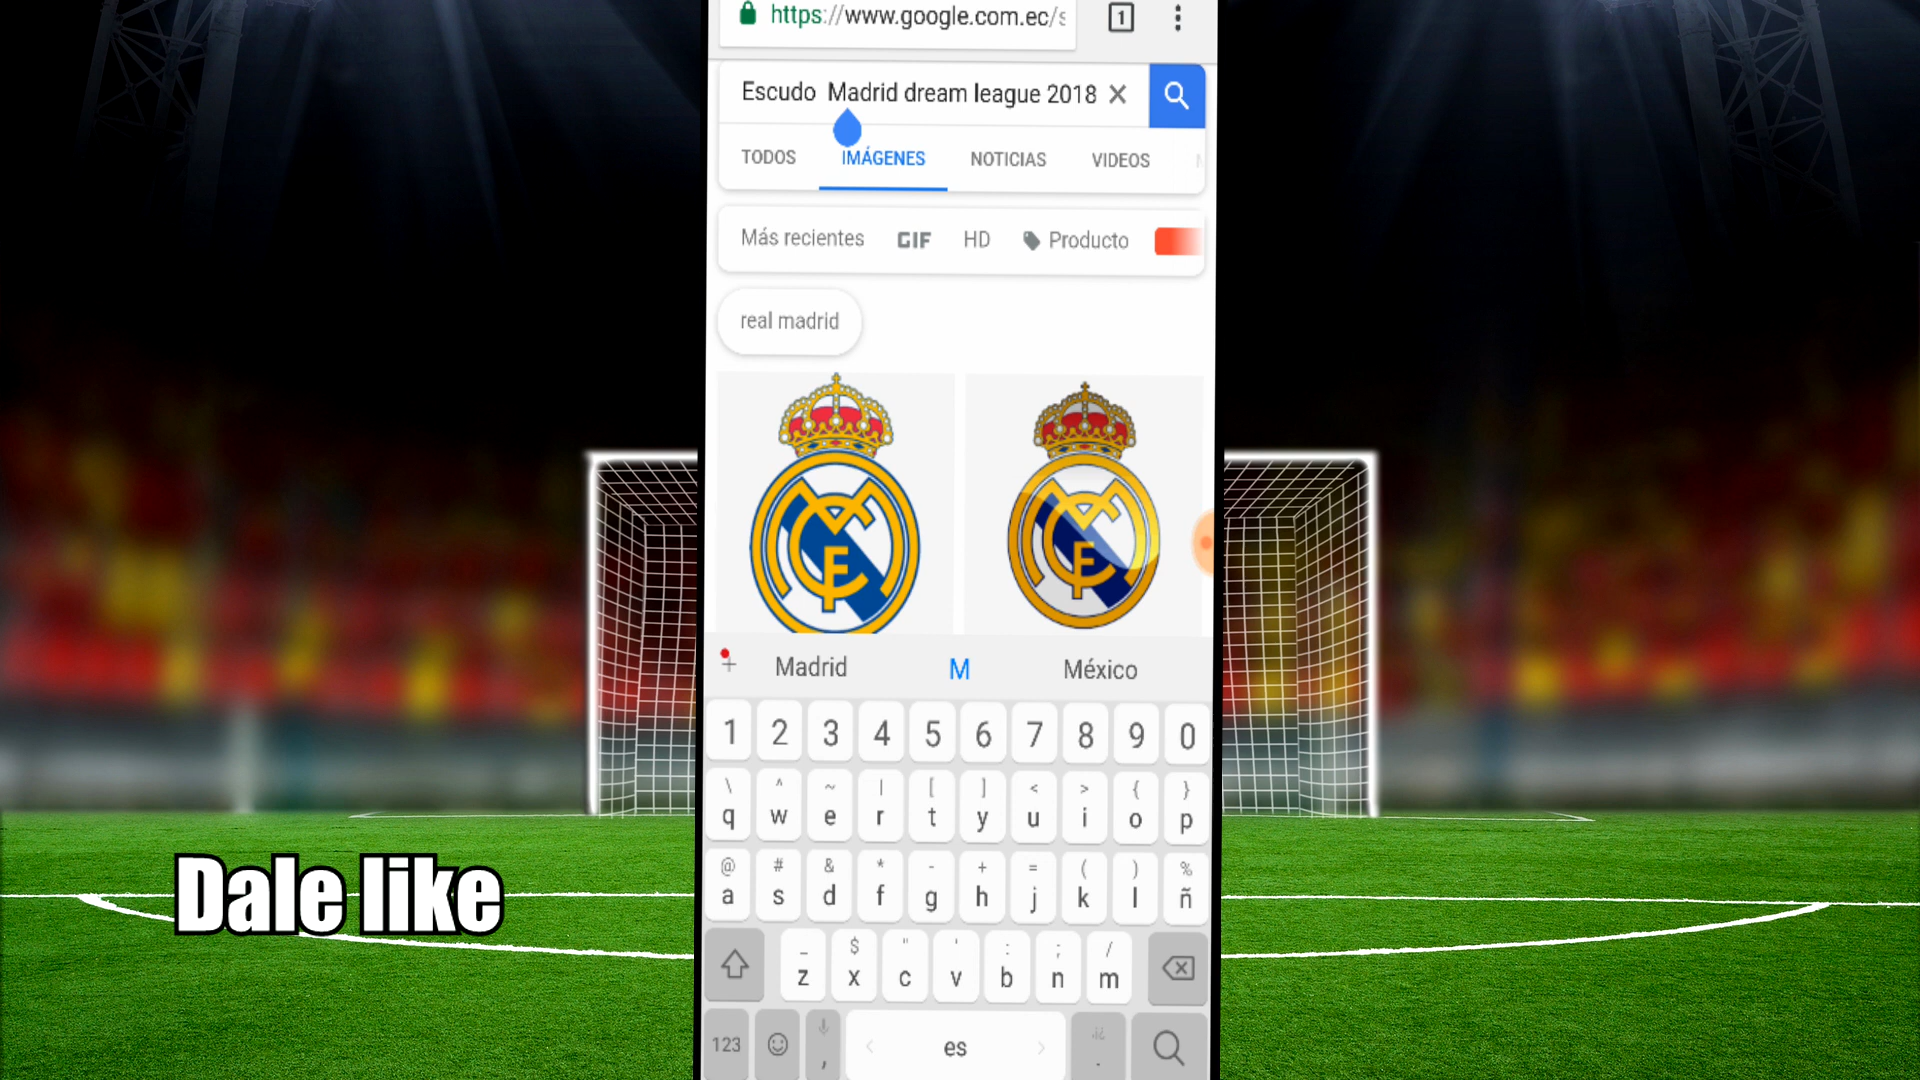 https://www.google.com.ec/s
1
Escudo Madrid dream league 2018
TODOS IMÁGENES NOTICIAS VIDEOS
Más recientes GIF HD Producto
real madrid
Madrid M México
1 2 3 4 5 6 7 8 9 0
\ ^ ~ | [ ] < > { }
q w e r t y u i o p
@ # & * - + = ( ) %
a s d f g h j k l ñ
_ $ " ' : ; /
z x c v b n m
123 , < es > .
Dale like